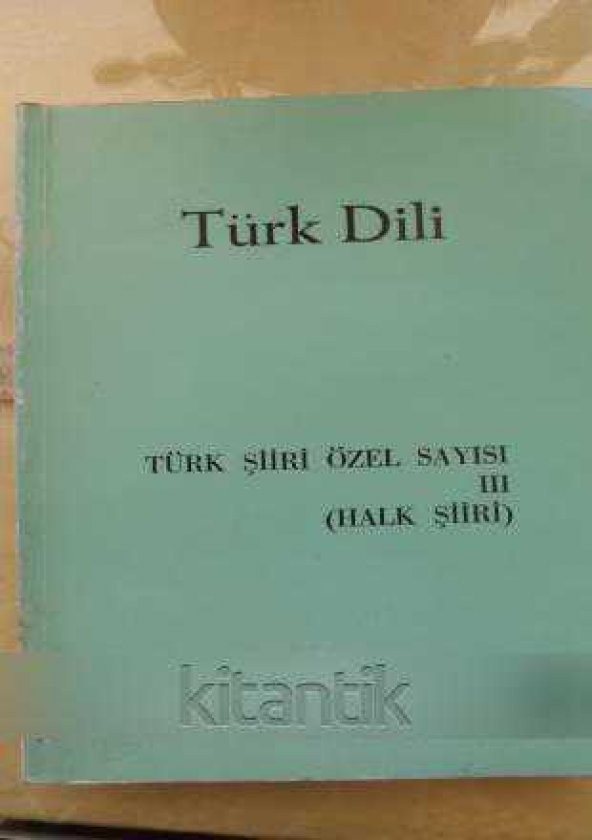 Türk Dili
TÜRK ŞİİRİ ÖZEL SAYISI
III
(HALK ŞİİRİ)
kitantik